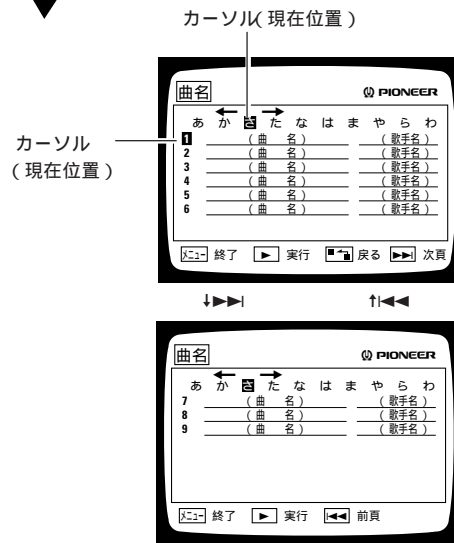 カーソル(現在位置)
カーソル
(現在位置)
曲名 PIONEER
あ か さ た な は ま や ら わ
1 (曲 名) (歌手名)
2 (曲 名) (歌手名)
3 (曲 名) (歌手名)
4 (曲 名) (歌手名)
5 (曲 名) (歌手名)
6 (曲 名) (歌手名)
メニュー 終了 ▶ 実行 戻る ▶▶| 次頁
↓▶▶| ↑|◀◀
曲名 PIONEER
あ か さ た な は ま や ら わ
7 (曲 名) (歌手名)
8 (曲 名) (歌手名)
9 (曲 名) (歌手名)
メニュー 終了 ▶ 実行 |◀◀ 前頁